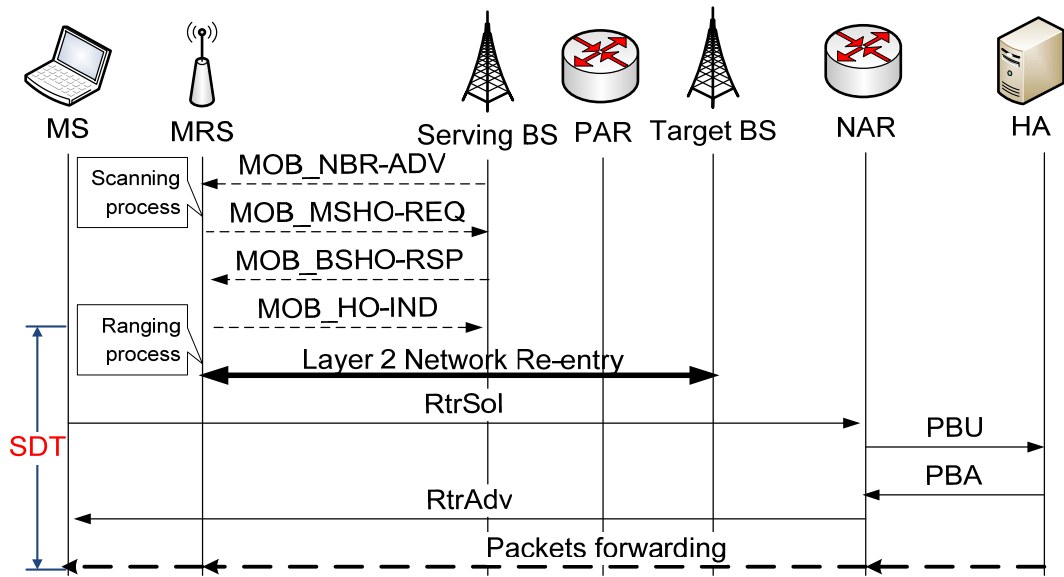 MS
MRS
Serving BS
PAR
Target BS
NAR
HA
Scanning
process
MOB_NBR-ADV
MOB_MSHO-REQ
MOB_BSHO-RSP
MOB_HO-IND
Ranging
process
Layer 2 Network Re-entry
RtrSol
PBU
SDT
PBA
RtrAdv
Packets forwarding